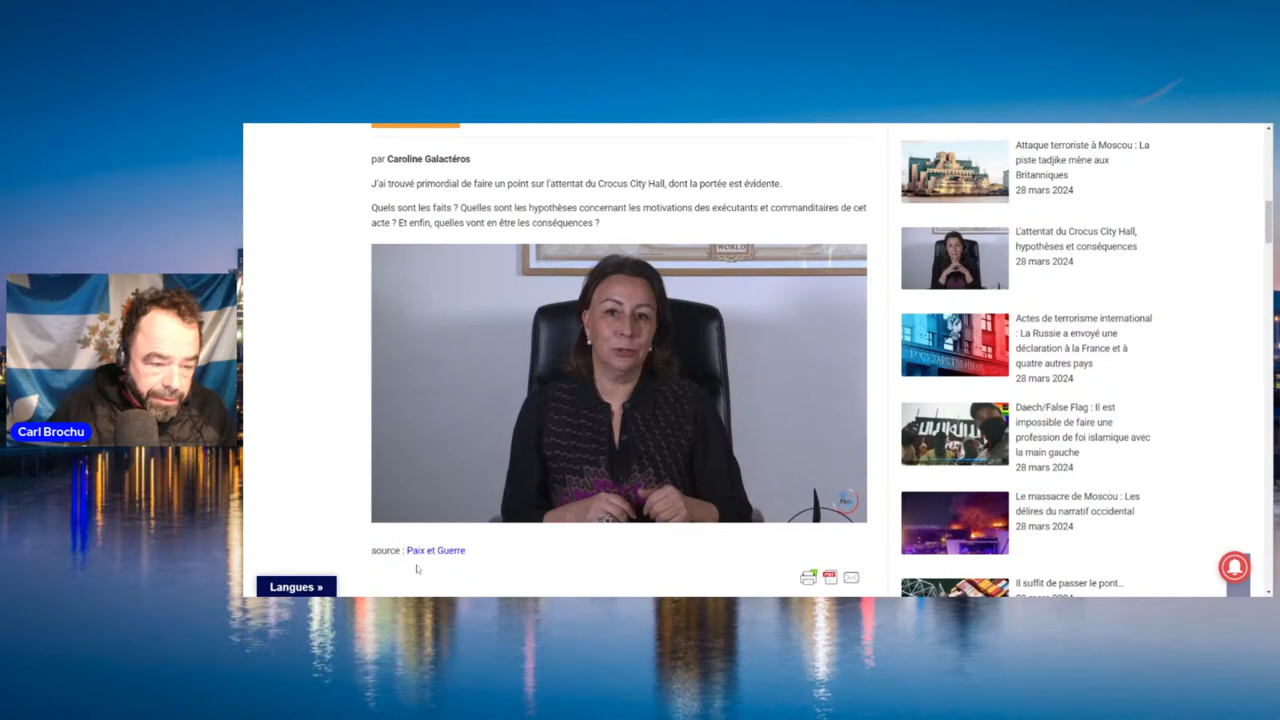 par Caroline Galactéros
J'ai trouvé primordial de faire un point sur l'attentat du Crocus City Hall, dont la portée est évidente.
Quels sont les faits ? Quelles sont les hypothèses concernant les motivations des exécutants et commanditaires de cet
acte ? Et enfin, quelles vont en être les conséquences ?
WORLD
source : Paix et Guerre
Langues »
Carl Brochu
Attaque terroriste à Moscou : La
piste tadjike mène aux
Britanniques
28 mars 2024
L'attentat du Crocus City Hall,
hypothèses et conséquences
28 mars 2024
Actes de terrorisme international
: La Russie a envoyé une
déclaration à la France et à
quatre autres pays
28 mars 2024
Daech/False Flag : Il est
impossible de faire une
profession de foi islamique avec
la main gauche
28 mars 2024
Le massacre de Moscou : Les
délires du narratif occidental
28 mars 2024
Il suffit de passer le pont...